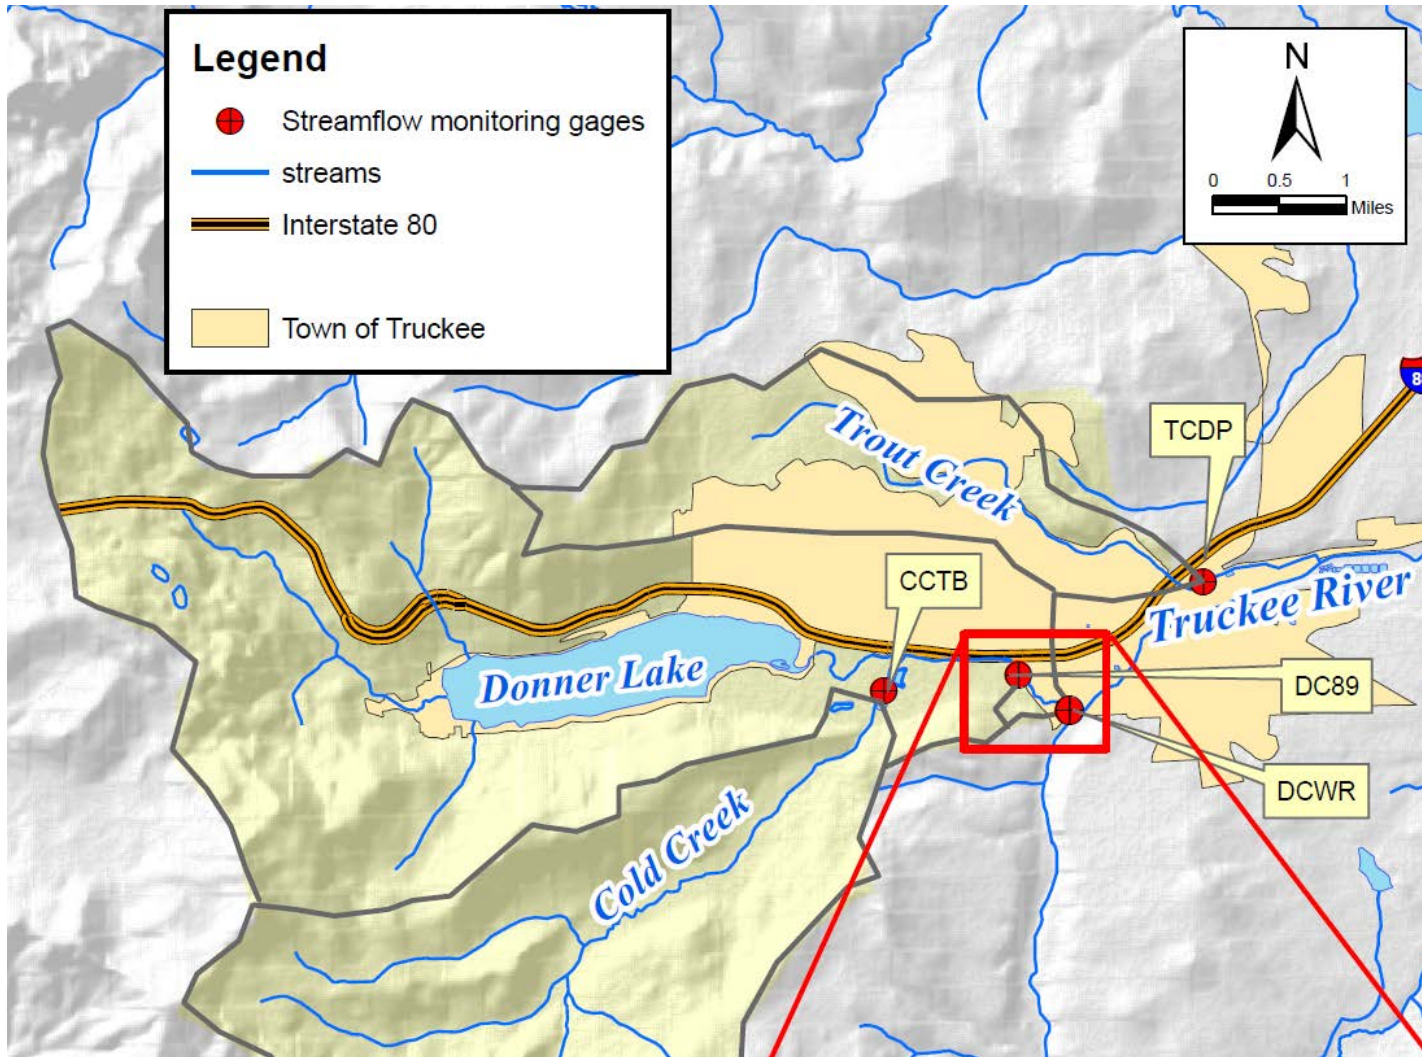 Legend
Streamflow monitoring gages
streams
Interstate 80
Town of Truckee
N
0 0.5 1
Miles
8
Trout Creek
TCDP
CCTB
Truckee River
Donner Lake
DC89
DCWR
Cold Creek